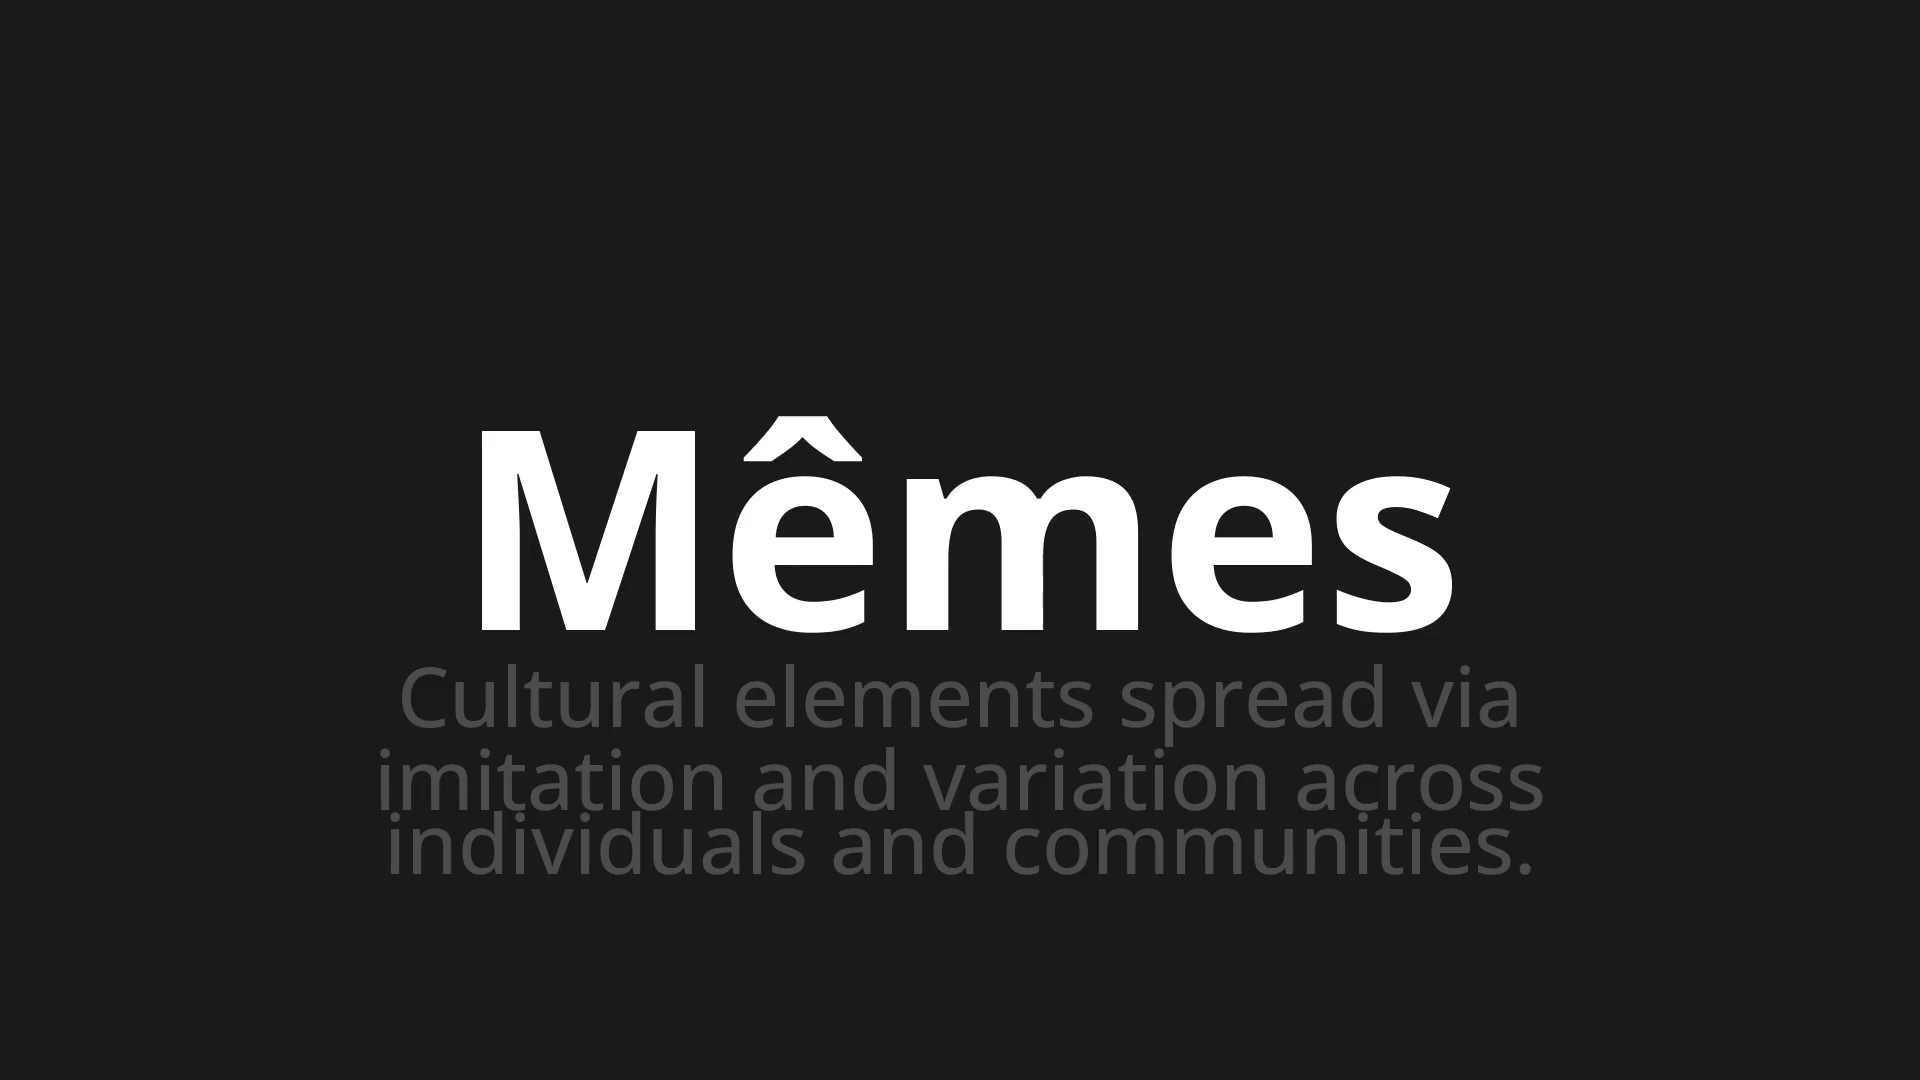 Mêmes
Cultural elements spread via
imitation and variation across
individuals and communities.